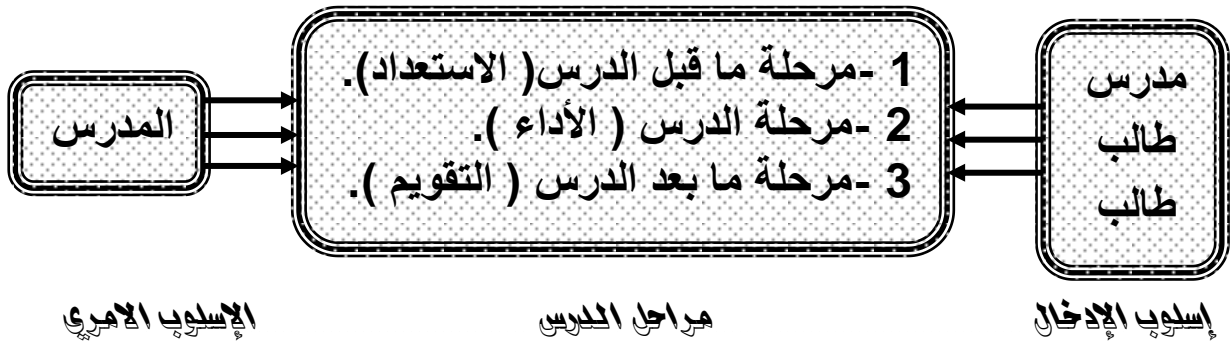 مدرس
طالب
طالب
1 -مرحلة ما قبل الدرس( الاستعداد).
2 -مرحلة الدرس ( الأداء ).
3 -مرحلة ما بعد الدرس ( التقويم ).
المدرس
إسلوب الإدخال
مراحل الدرس
الإسلوب الامري